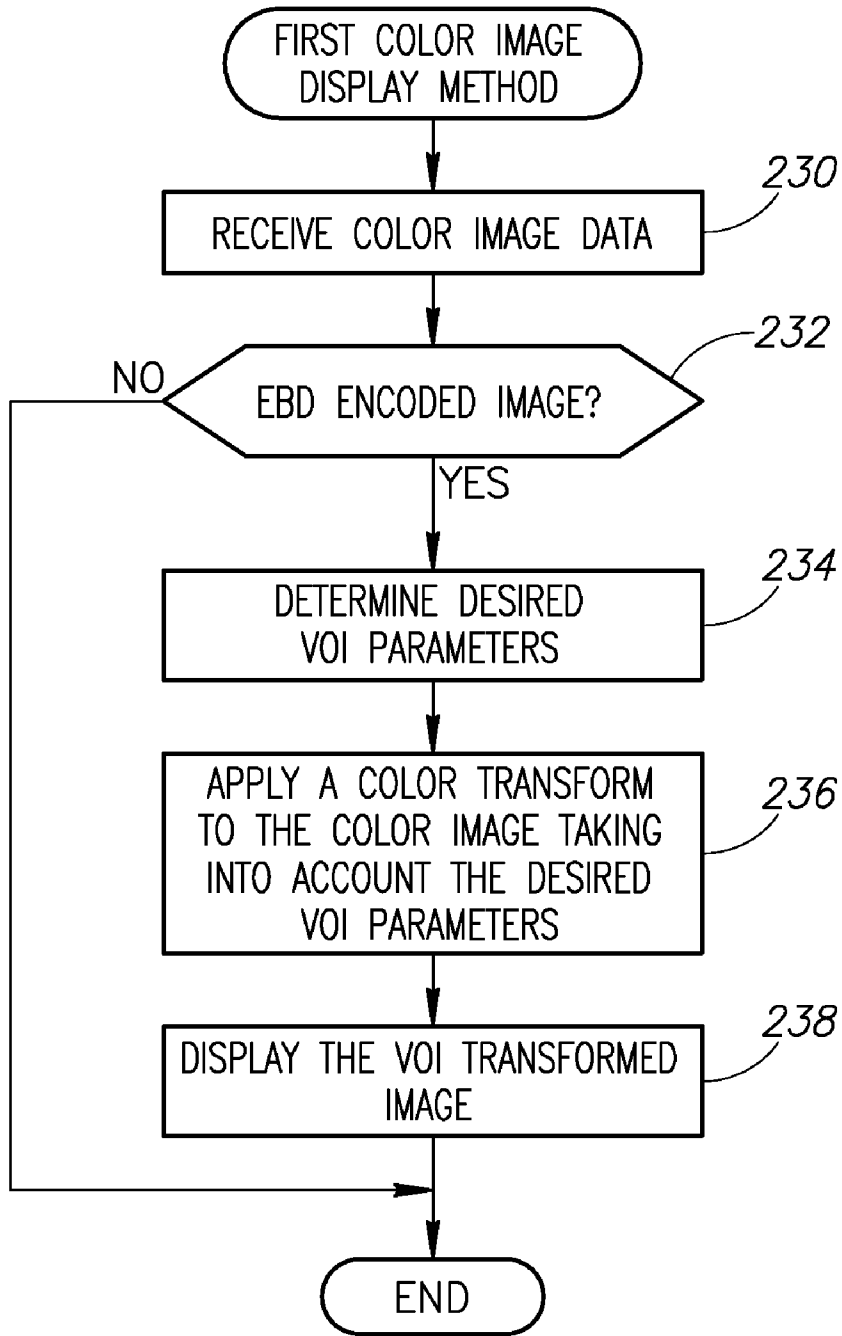 FIRST COLOR IMAGE
DISPLAY METHOD
230
RECEIVE COLOR IMAGE DATA
232
NO
EBD ENCODED IMAGE?
YES
234
DETERMINE DESIRED
VOI PARAMETERS
236
APPLY A COLOR TRANSFORM
TO THE COLOR IMAGE TAKING
INTO ACCOUNT THE DESIRED
VOI PARAMETERS
238
DISPLAY THE VOI TRANSFORMED
IMAGE
END